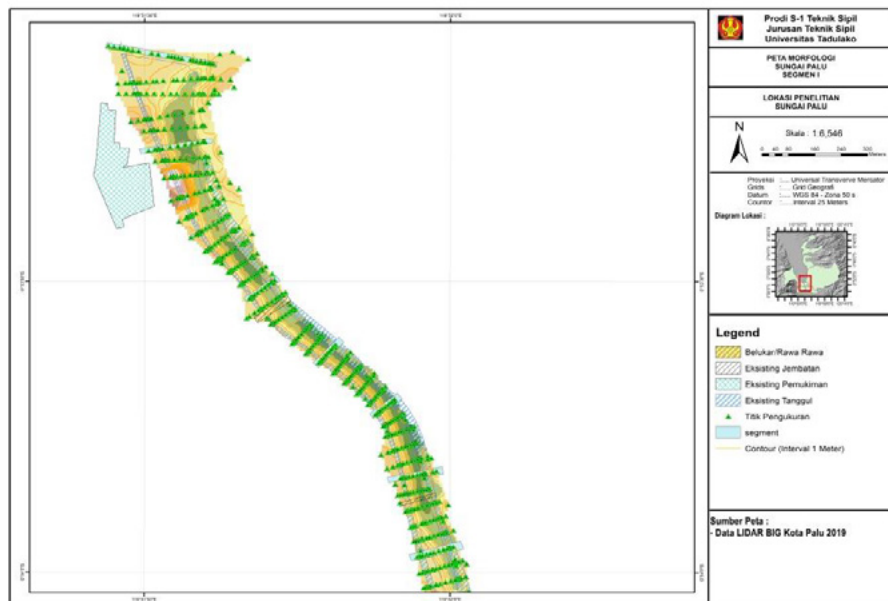 Prodi S-1 Teknik Sipil
Jurusan Teknik Sipil
Universitas Tadulako
PETA MORFOLOGI
SUNGAI PALU
SEGMEN I
LOKASI PENELITIAN
SUNGAI PALU
N
Skala : 1:6,546
Meters
Proyeksi :.... Universal Transverve Mercator
Grids :.... Grid Geografi
Datum :.... WGS 84 - Zona 50 s
Countor :.... Interval 25 Meters
Diagram Lokasi :
Legend
Belukar/Rawa Rawa
Eksisting Jembatan
Eksisting Pemukiman
Eksisting Tanggul
Titik Pengukuran
segment
Contour (Interval 1 Meter)
Sumber Peta :
- Data LIDAR BIG Kota Palu 2019